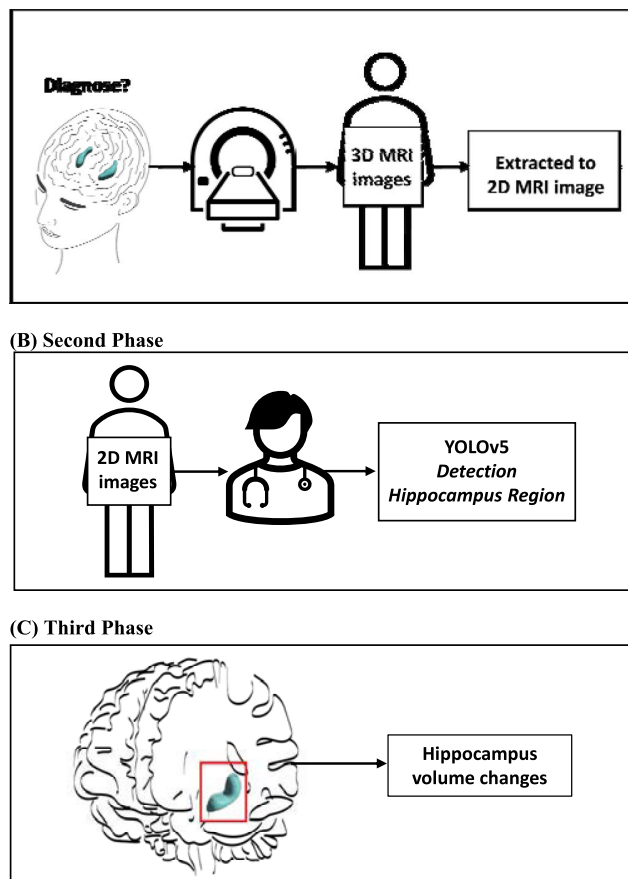 Diagnose?
3D MRI
images
Extracted to
2D MRI image
(B) Second Phase
2D MRI
images
YOLOv5
Detection
Hippocampus Region
(C) Third Phase
Hippocampus
volume changes